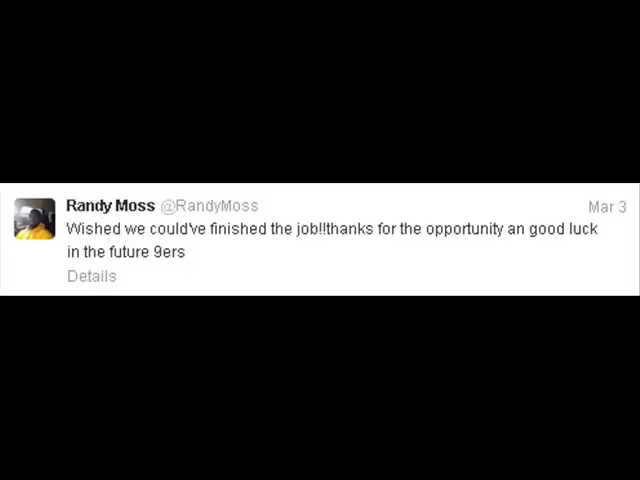 Randy Moss @RandyMoss Mar 3
Wished we could've finished the job!!thanks for the opportunity an good luck
in the future 9ers
Details